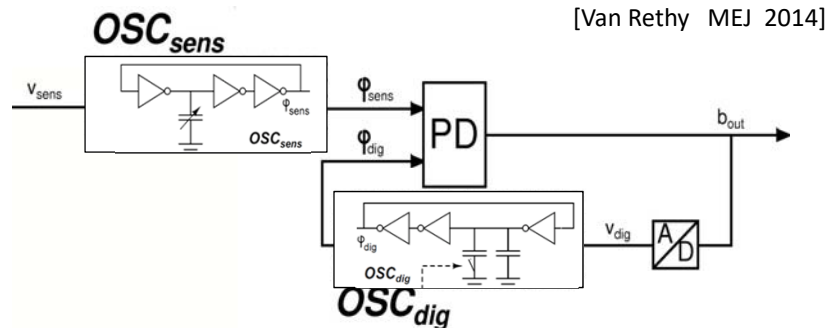 [Van Rethy MEJ 2014]
OSCsens
vsens
φsens
OSCsens
φsens
φdig
PD
bout
φdig
OSCdig
vdig
A
D
OSCdig